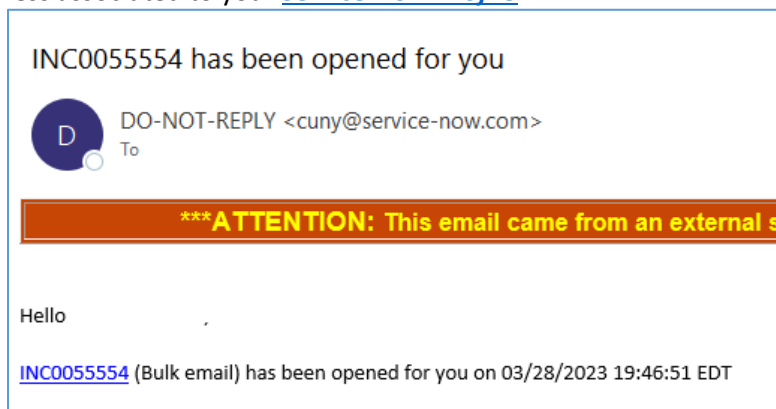 INC0055554 has been opened for you
D
DO-NOT-REPLY <cuny@service-now.com>
To
***ATTENTION: This email came from an external s
Hello ,
INC0055554 (Bulk email) has been opened for you on 03/28/2023 19:46:51 EDT